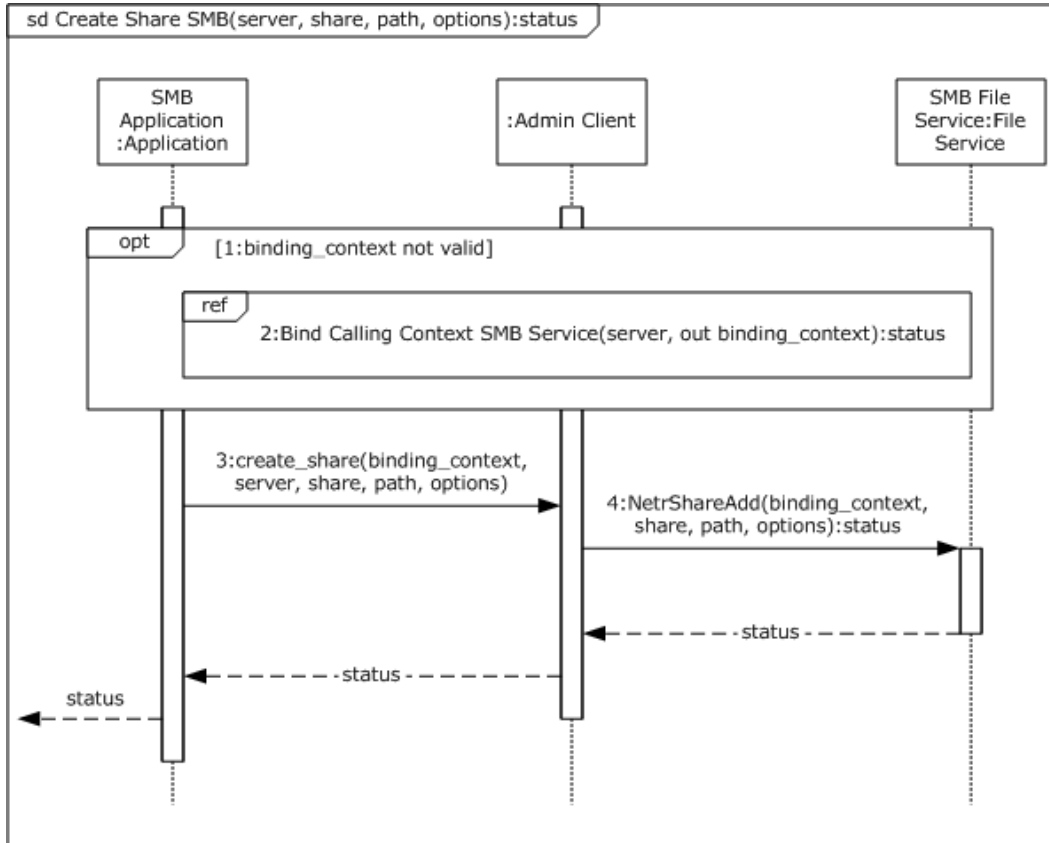 sd Create Share SMB(server, share, path, options):status
SMB
Application
:Application
:Admin Client
SMB File
Service:File
Service
opt
[1:binding_context not valid]
ref
2:Bind Calling Context SMB Service(server, out binding_context):status
3:create_share(binding_context,
server, share, path, options)
4:NetrShareAdd(binding_context,
share, path, options):status
status
status
status